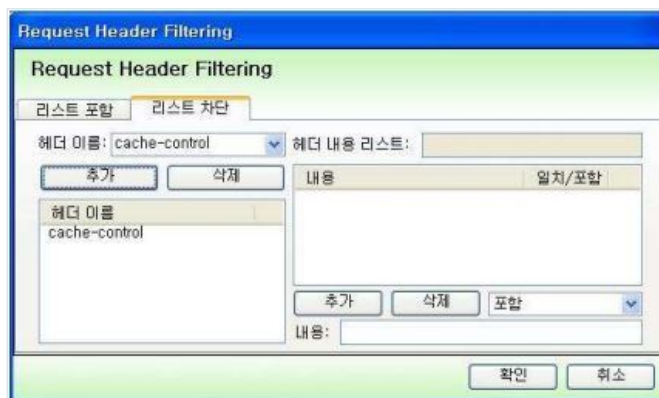 Request Header Filtering
Request Header Filtering
리스트 포함 리스트 차단
헤더 이름: cache-control 헤더 내용 리스트:
추가 삭제 내용 일치/포함
헤더 이름
cache-control
추가 삭제 포함
내용:
확인 취소